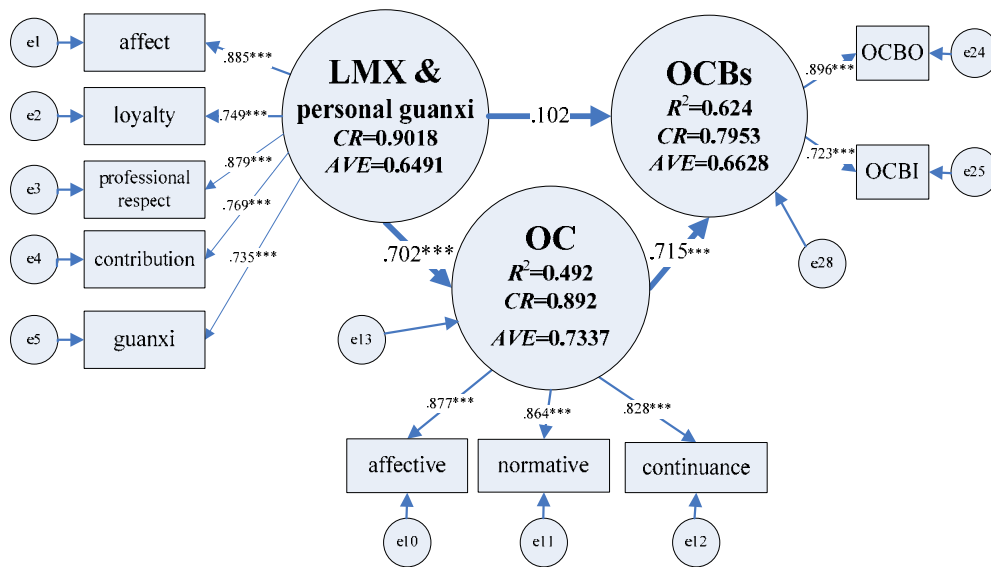 e1
affect
.885***
e2
loyalty
.749***
e3
professional
respect
.879***
e4
contribution
.769***
e5
guanxi
.735***
LMX &
personal guanxi
CR=0.9018
AVE=0.6491
.102
OCBs
R²=0.624
CR=0.7953
AVE=0.6628
.896***
OCBO
e24
.723***
OCBI
e25
e28
.702***
.715***
OC
R²=0.492
CR=0.892
AVE=0.7337
e13
.877***
.864***
.828***
affective
normative
continuance
e10
e11
e12